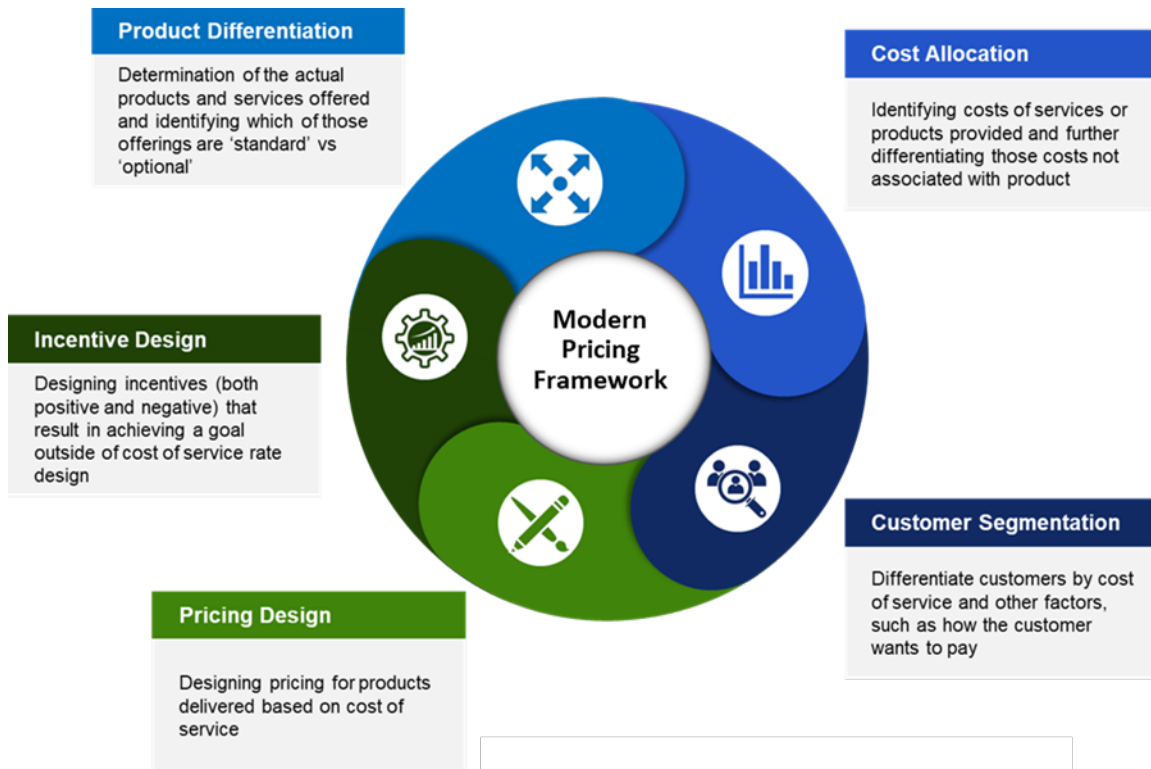 Product Differentiation
Determination of the actual
products and services offered
and identifying which of those
offerings are ‘standard’ vs
‘optional’
Cost Allocation
Identifying costs of services or
products provided and further
differentiating those costs not
associated with product
Modern
Pricing
Framework
Incentive Design
Designing incentives (both
positive and negative) that
result in achieving a goal
outside of cost of service rate
design
Customer Segmentation
Differentiate customers by cost
of service and other factors,
such as how the customer
wants to pay
Pricing Design
Designing pricing for products
delivered based on cost of
service